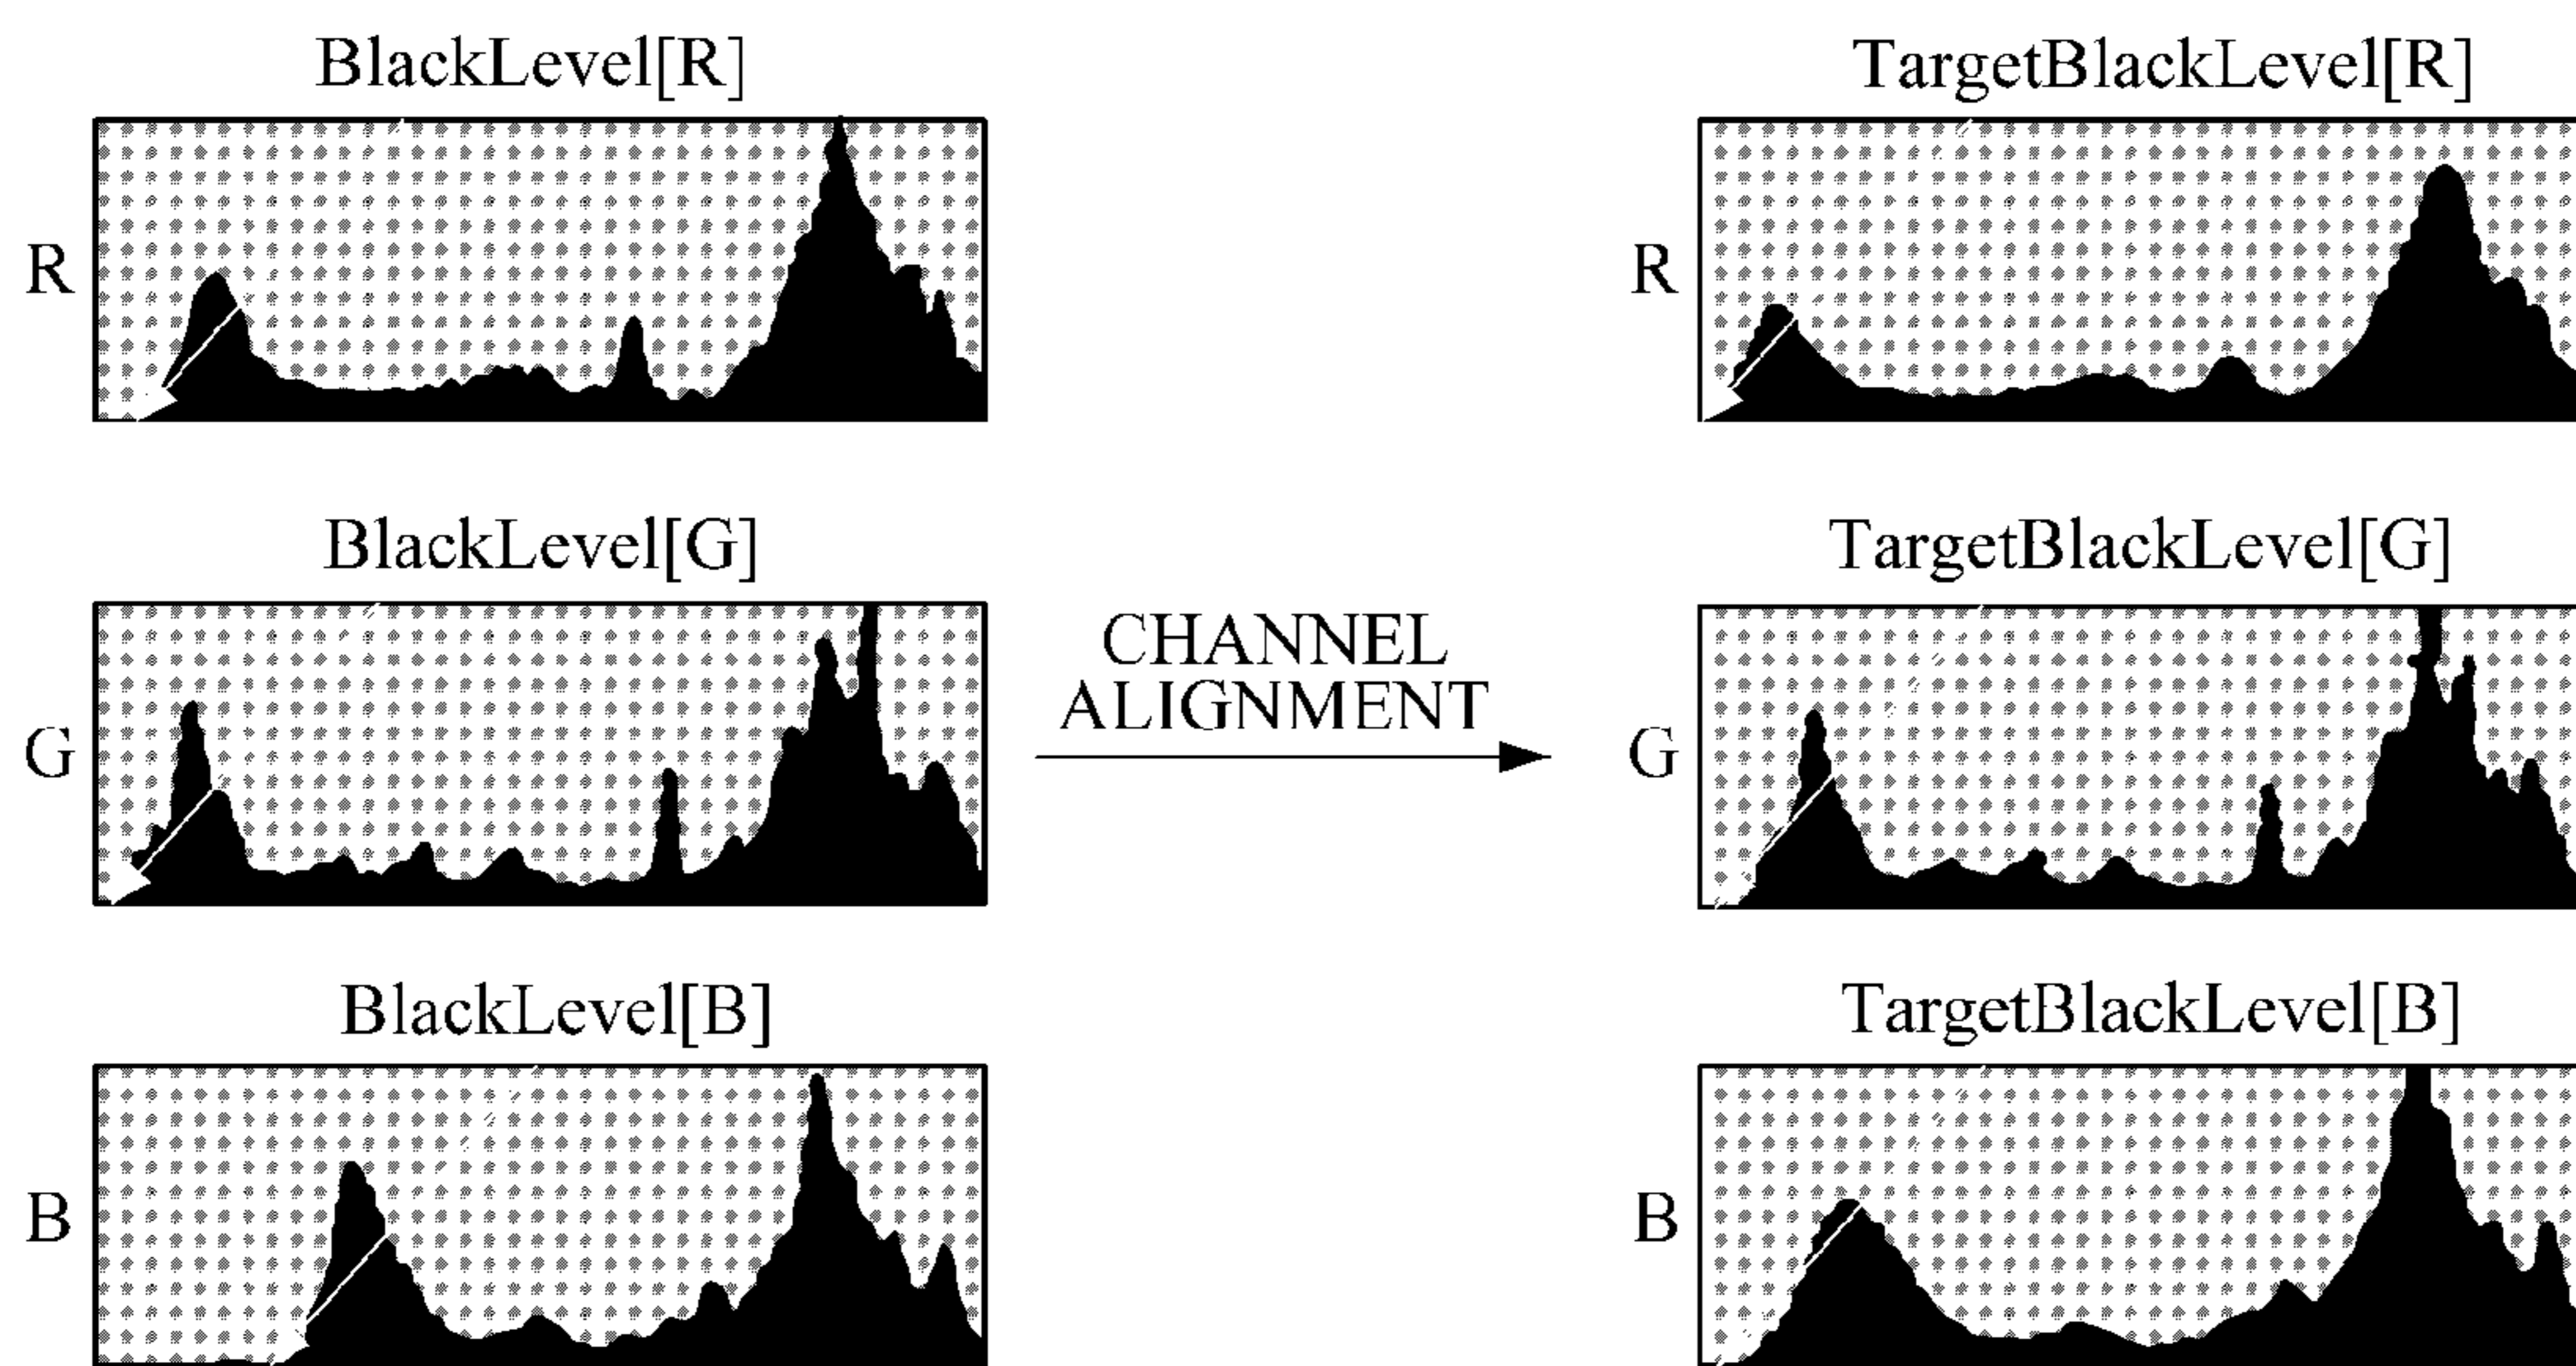 BlackLevel[R]
TargetBlackLevel[R]
R
R
BlackLevel[G]
TargetBlackLevel[G]
G
CHANNEL
ALIGNMENT
G
BlackLevel[B]
TargetBlackLevel[B]
B
B